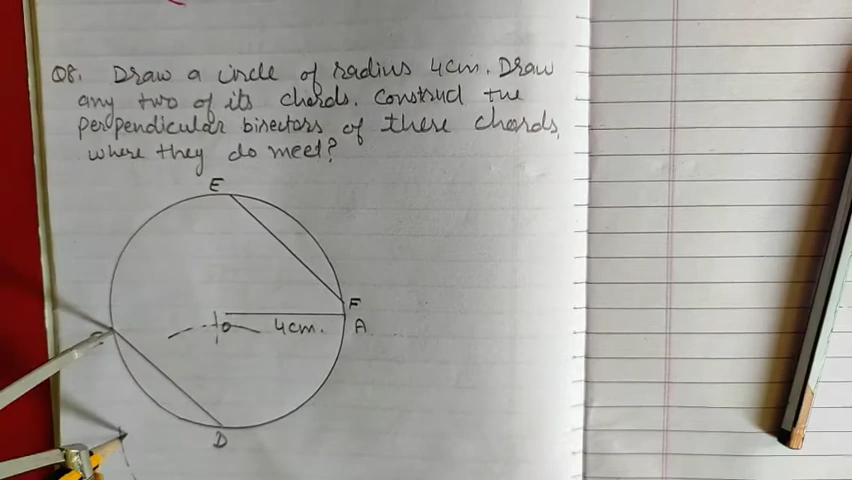 Q8. Draw a circle of radius 4cm. Draw
any two of its chords. Construct the
perpendicular bisectors of these chords,
where they do meet?
E
F
O
4cm.
A
D